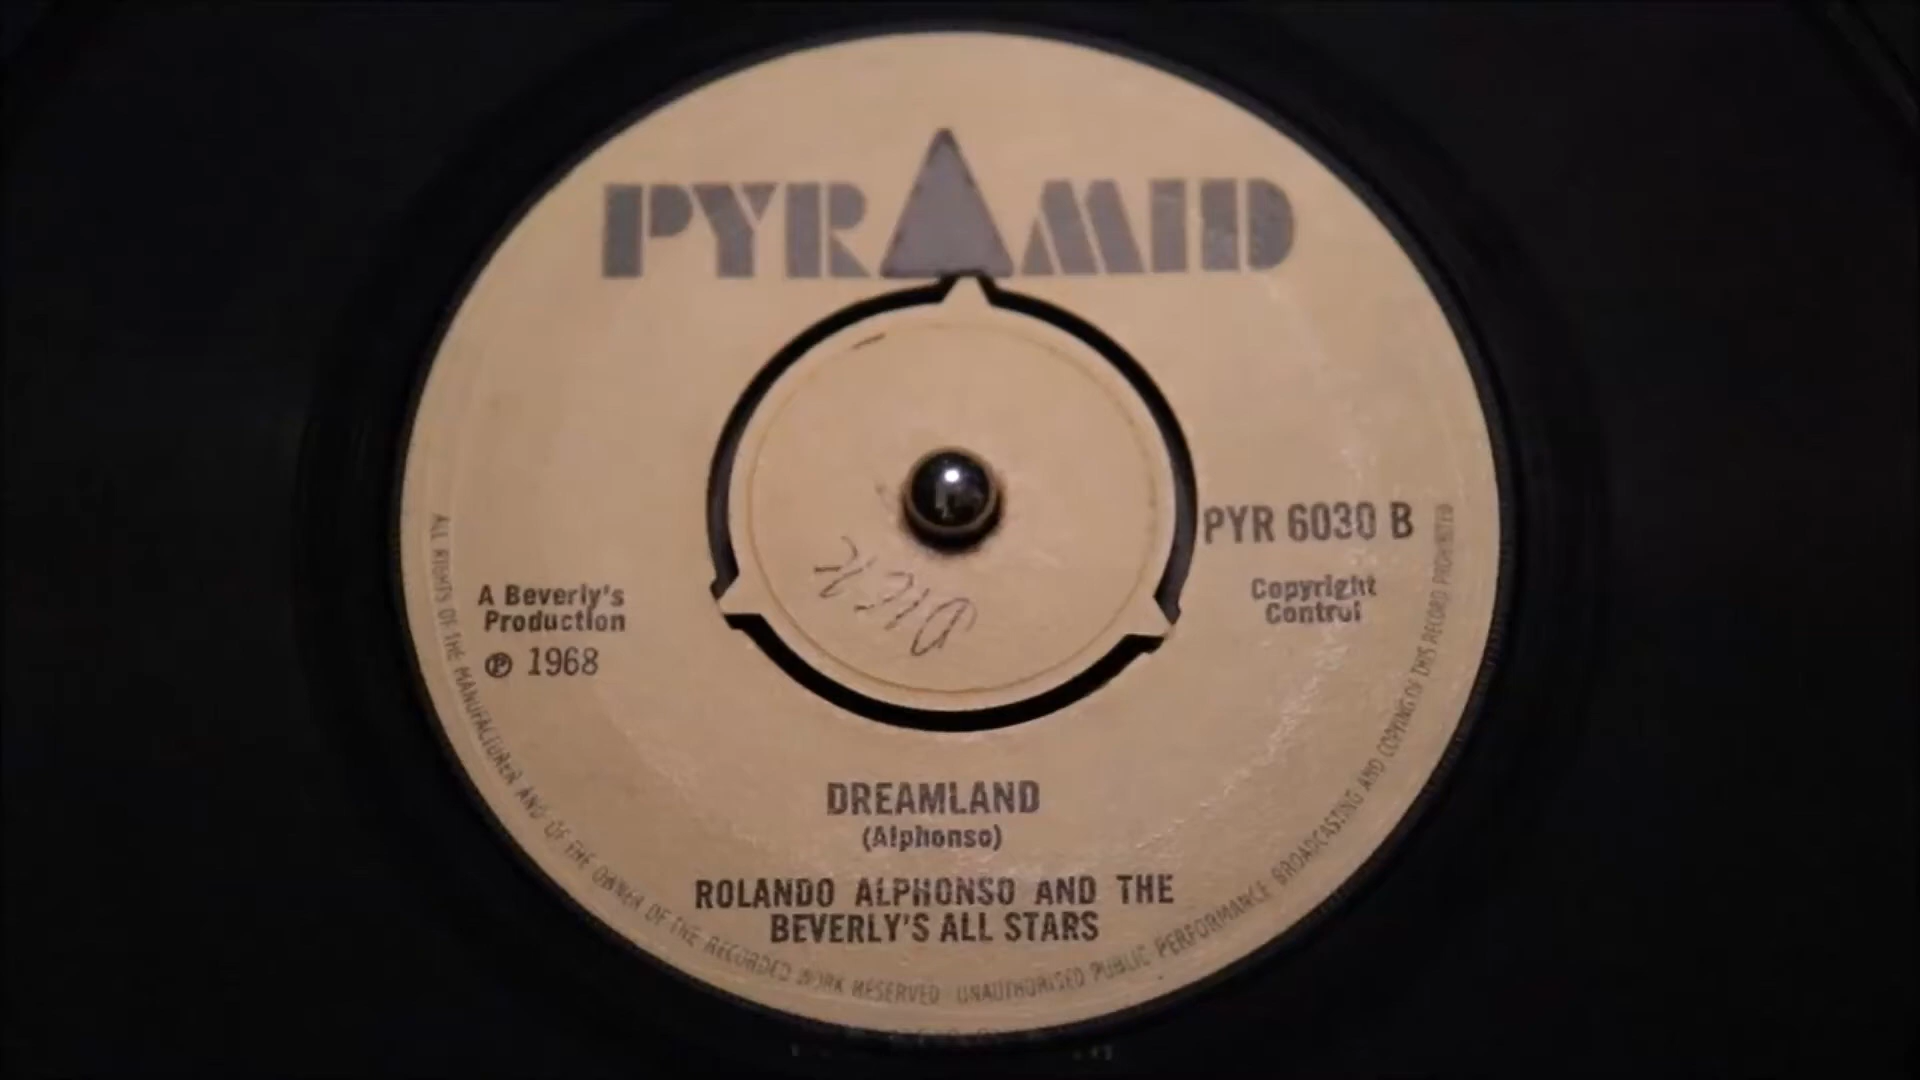 PYRAMID
PYR 6030 B
Copyright
Control
A Beverly's
Production
℗ 1968
DREAMLAND
(Alphonso)
ROLANDO ALPHONSO AND THE
BEVERLY'S ALL STARS
ALL RIGHTS OF THE MANUFACTURER AND OF THE OWNER OF THE RECORDED WORK RESERVED UNAUTHORISED PUBLIC PERFORMANCE BROADCASTING AND COPYING OF THIS RECORD PROHIBITED